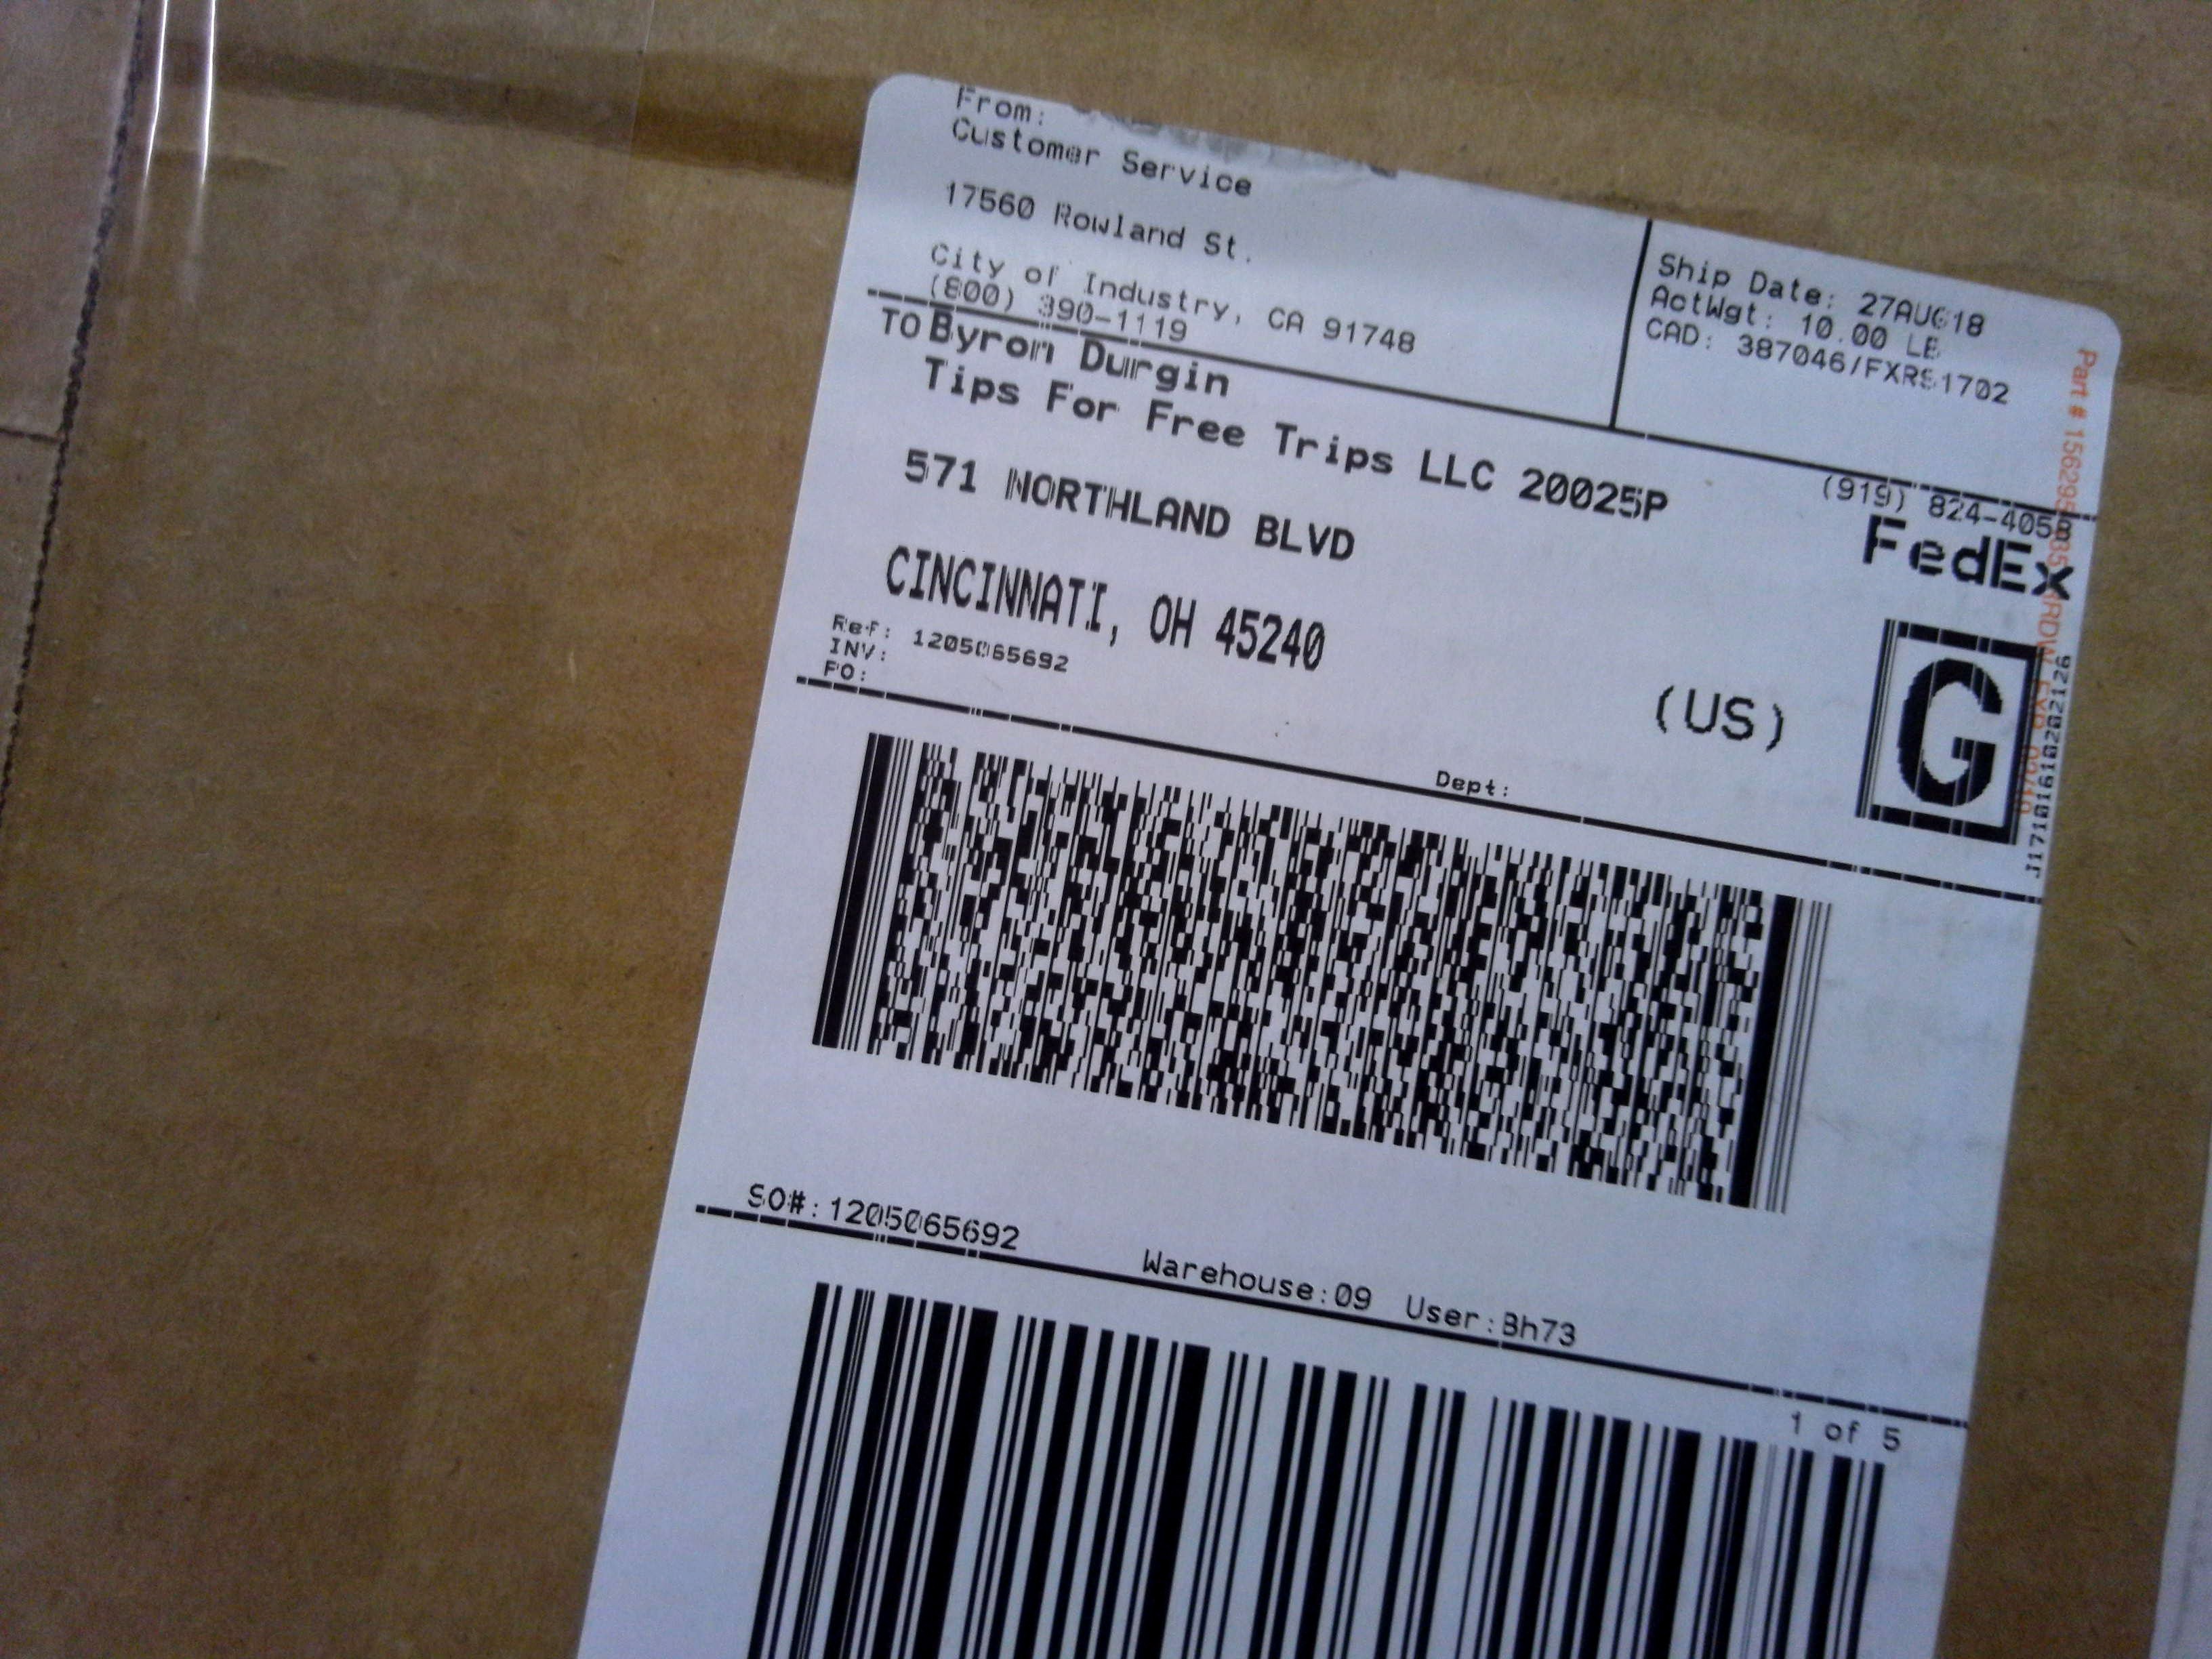 From:
Customer Service
17560 Rowland St.
City of Industry, CA 91748
(800) 390-1119
Ship Date: 27AUG18
ActWgt: 10.00 LB
CAD: 387046/FXRS1702
TO Byron Durgin
Tips For Free Trips LLC 20025P
571 NORTHLAND BLVD
(919) 824-4058
CINCINNATI, OH 45240
FedEx
Ref: 1205065692
INV:
PO:
(US)
G
Dept:
J17101610202126
SO#:1205065692
Warehouse:09 User:Bh73
1 of 5
Part #